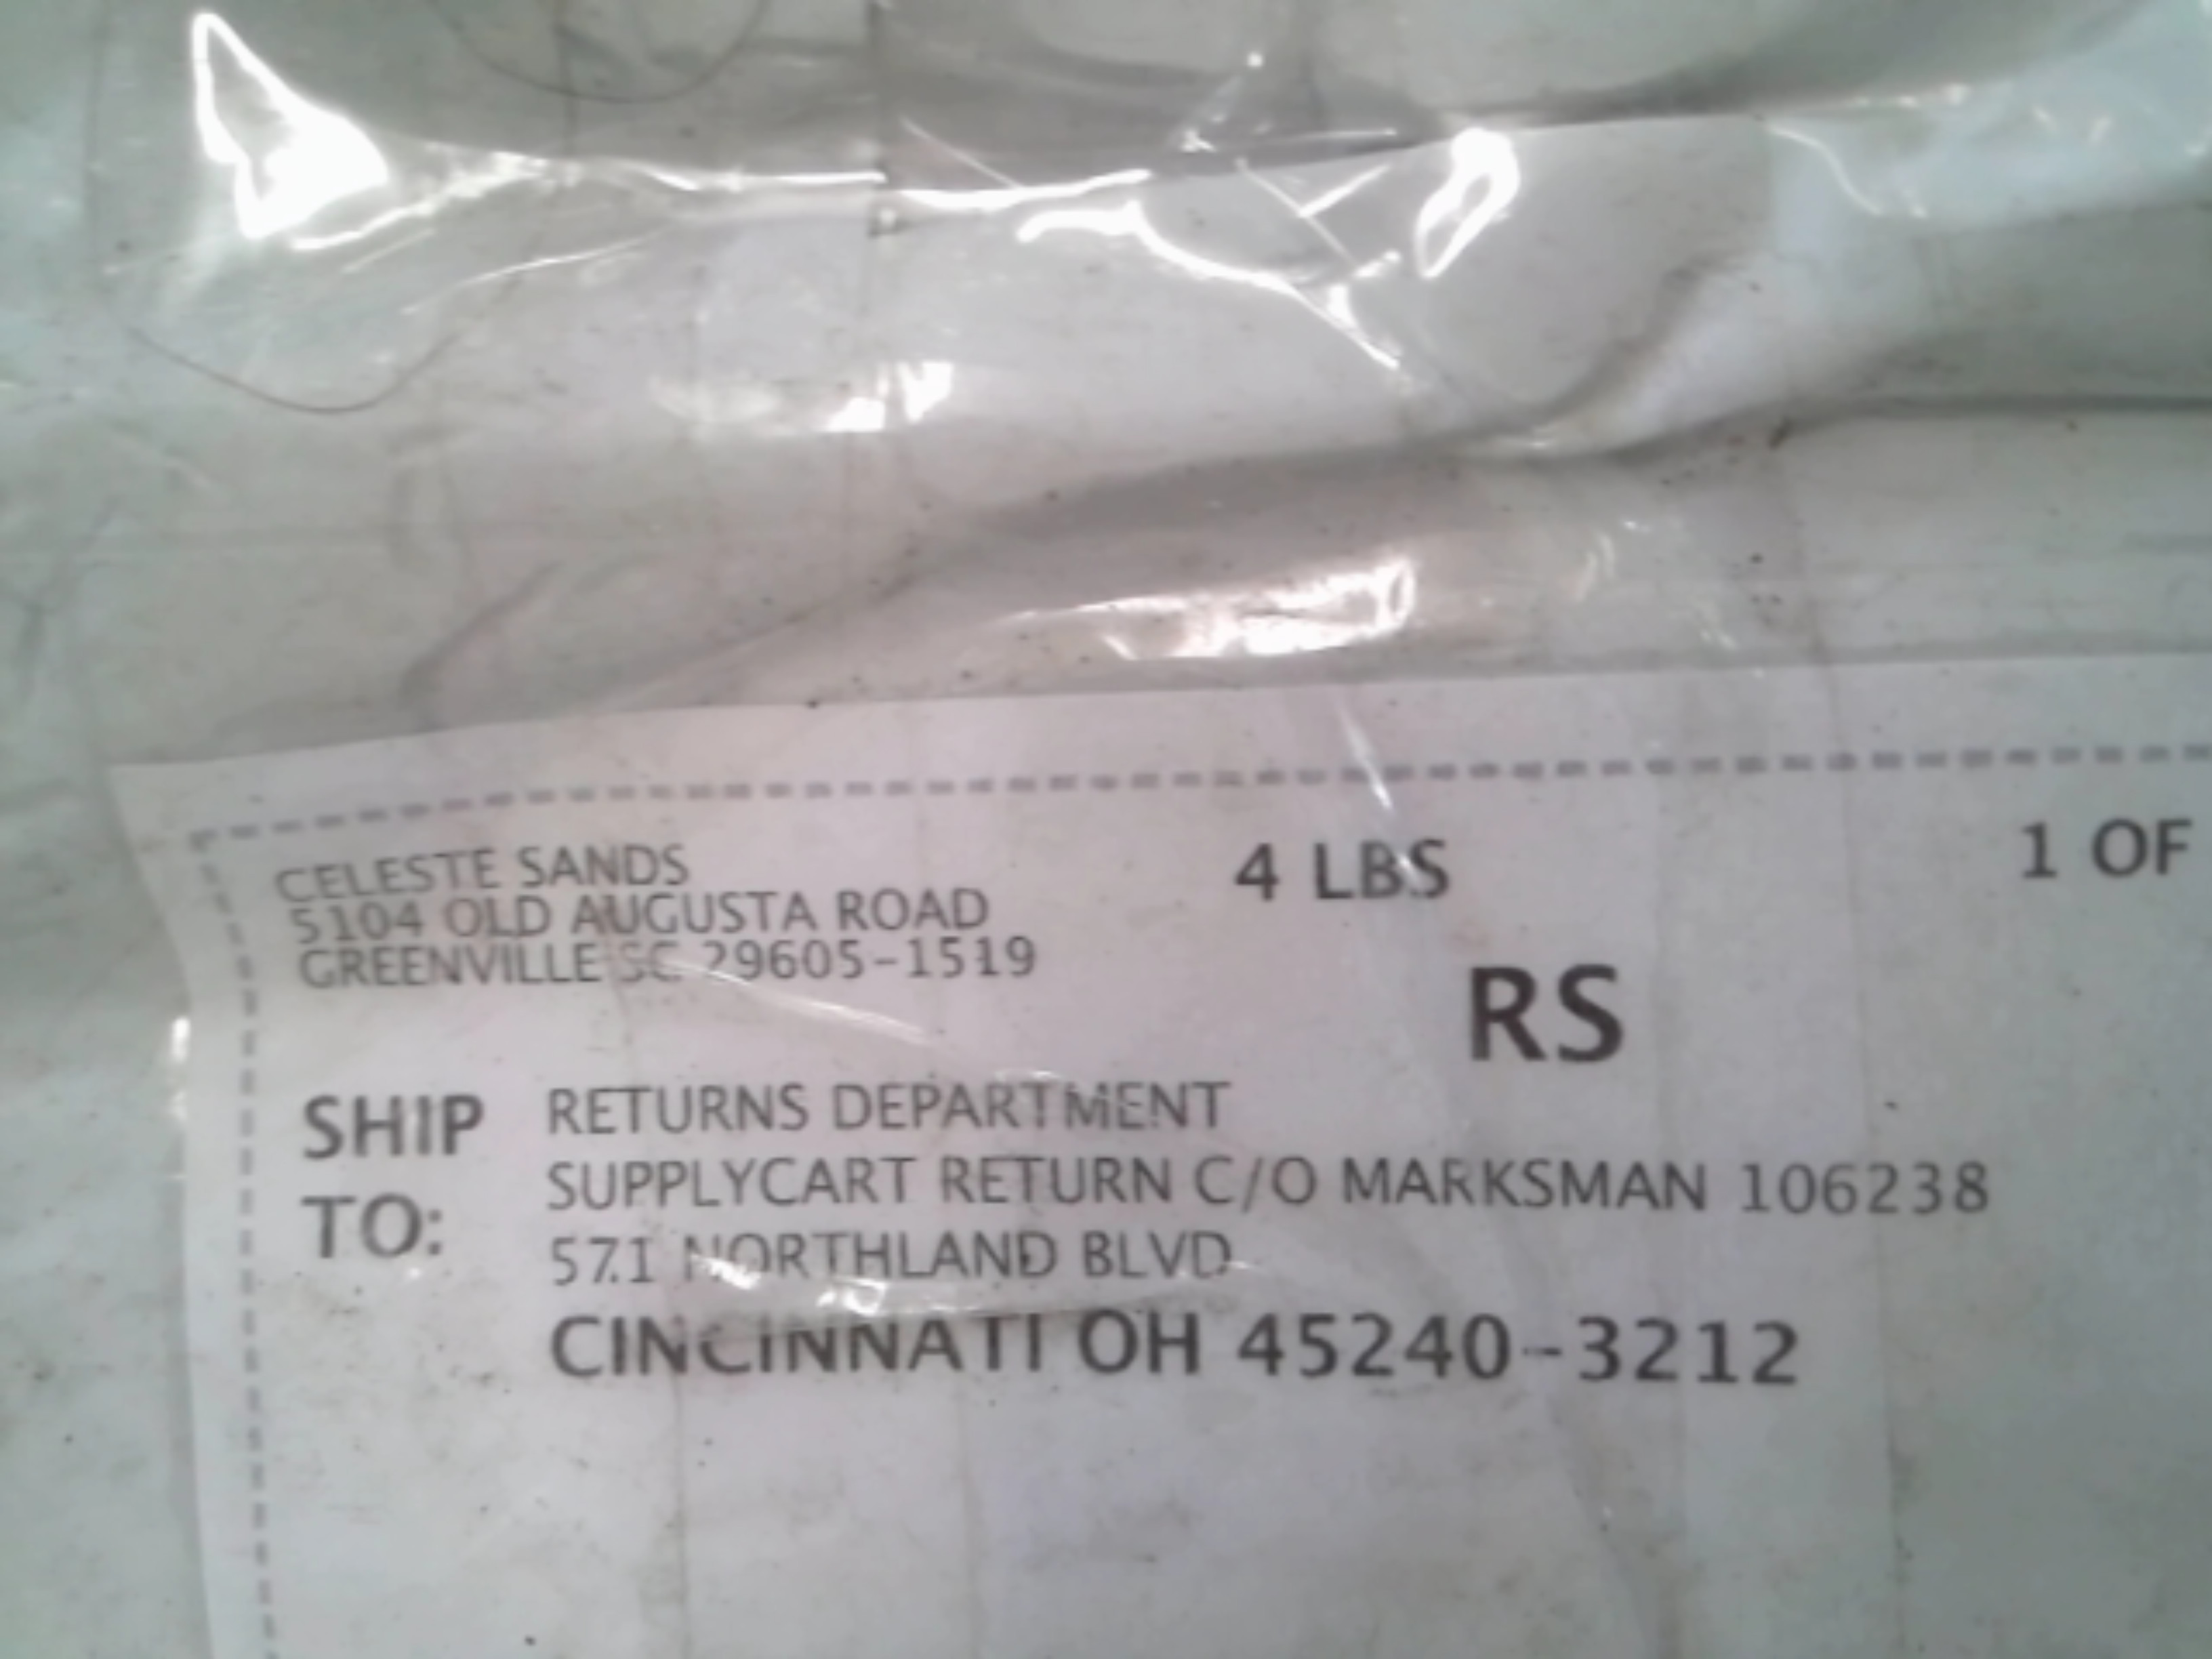 CELESTE SANDS
5104 OLD AUGUSTA ROAD
GREENVILLE SC 29605-1519
4 LBS
1 OF
RS
SHIP TO:
RETURNS DEPARTMENT
SUPPLYCART RETURN C/O MARKSMAN 106238
571 NORTHLAND BLVD
CINCINNATI OH 45240-3212